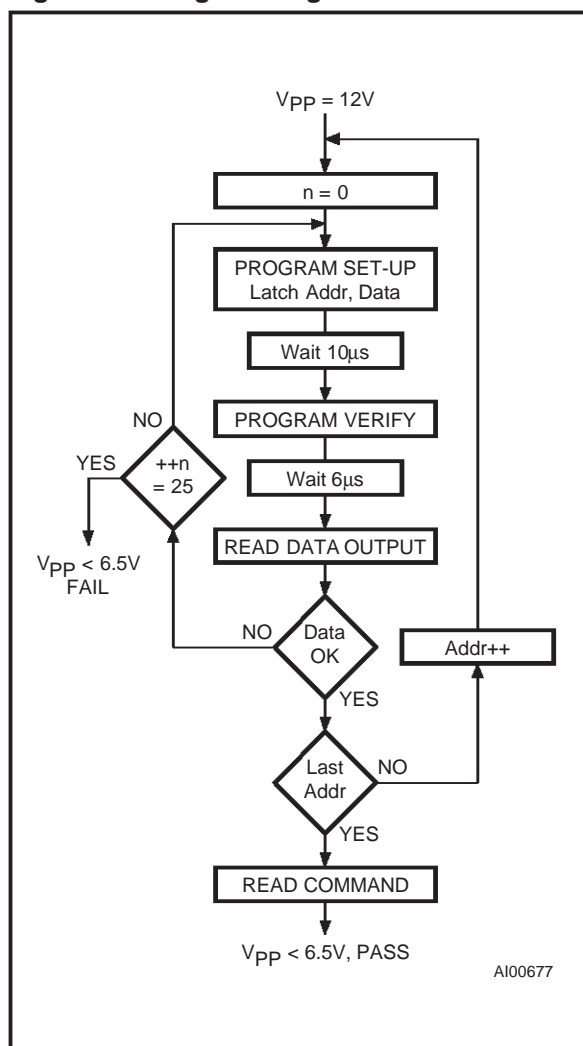 VPP = 12V
n = 0
PROGRAM SET-UP
Latch Addr, Data
Wait 10µs
NO
PROGRAM VERIFY
YES
++n
= 25
Wait 6µs
READ DATA OUTPUT
VPP < 6.5V
FAIL
NO
Data
OK
Addr++
YES
Last
Addr
NO
YES
READ COMMAND
VPP < 6.5V, PASS
AI00677